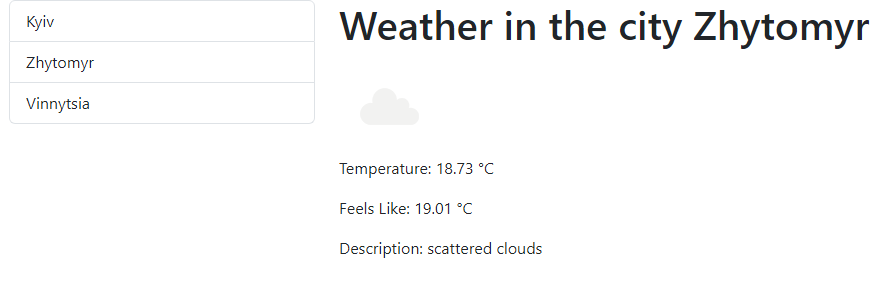 Kyiv
Zhytomyr
Vinnytsia
Weather in the city Zhytomyr
Temperature: 18.73 °C
Feels Like: 19.01 °C
Description: scattered clouds